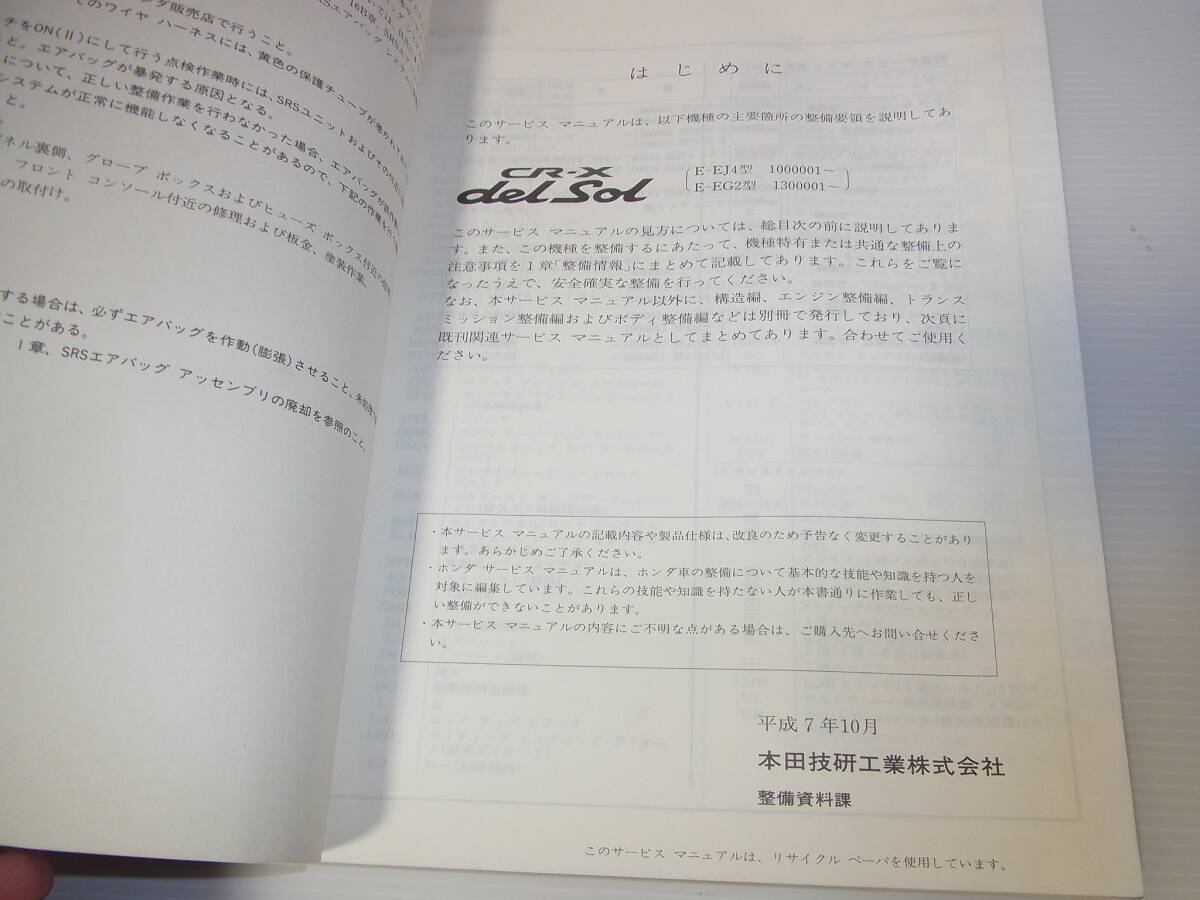 ンダ販売店で行うこと。
てのワイヤ ハーネスには、黄色の保護チューブが巻かれて
チをON(II)にして行う点検作業時には、SRSユニットおよびその
と。エアバッグが暴発する原因となる。
について、正しい整備作業を行わなかった場合、エアバッグが
システムが正常に機能しなくなることがあるので、下記の作業を行う
と。
ネル裏側、グローブ ボックスおよびヒューズ ボックス付近の
フロント コンソール付近の修理および板金、塗装作業。
の取付け。
する場合は、必ずエアバッグを作動(膨張)させること。
ことがある。
1章、SRSエアバッグ アッセンブリの廃却を参照のこと。
はじめに
このサービス マニュアルは、以下機種の主要箇所の整備要領を説明してあ
ります。
CR-X
del Sol
E-EJ4型 1000001〜
E-EG2型 1300001〜
このサービス マニュアルの見方については、総目次の前に説明してありま
す。また、この機種を整備するにあたって、機種特有または共通な整備上の
注意事項を1章「整備情報」にまとめて記載してあります。これらをご覧に
なったうえで、安全確実な整備を行ってください。
なお、本サービス マニュアル以外に、構造編、エンジン整備編、トランス
ミッション整備編およびボディ整備編などは別冊で発行しており、次頁に
既刊関連サービス マニュアルとしてまとめてあります。合わせてご使用く
ださい。
・本サービス マニュアルの記載内容や製品仕様は、改良のため予告なく変更することがあり
ます。あらかじめご了承ください。
・ホンダ サービス マニュアルは、ホンダ車の整備について基本的な技能や知識を持つ人を
対象に編集しています。これらの技能や知識を持たない人が本書通りに作業しても、正し
い整備ができないことがあります。
・本サービス マニュアルの内容にご不明な点がある場合は、ご購入先へお問い合せくださ
い。
平成7年10月
本田技研工業株式会社
整備資料課
このサービス マニュアルは、リサイクル ペーパを使用しています。